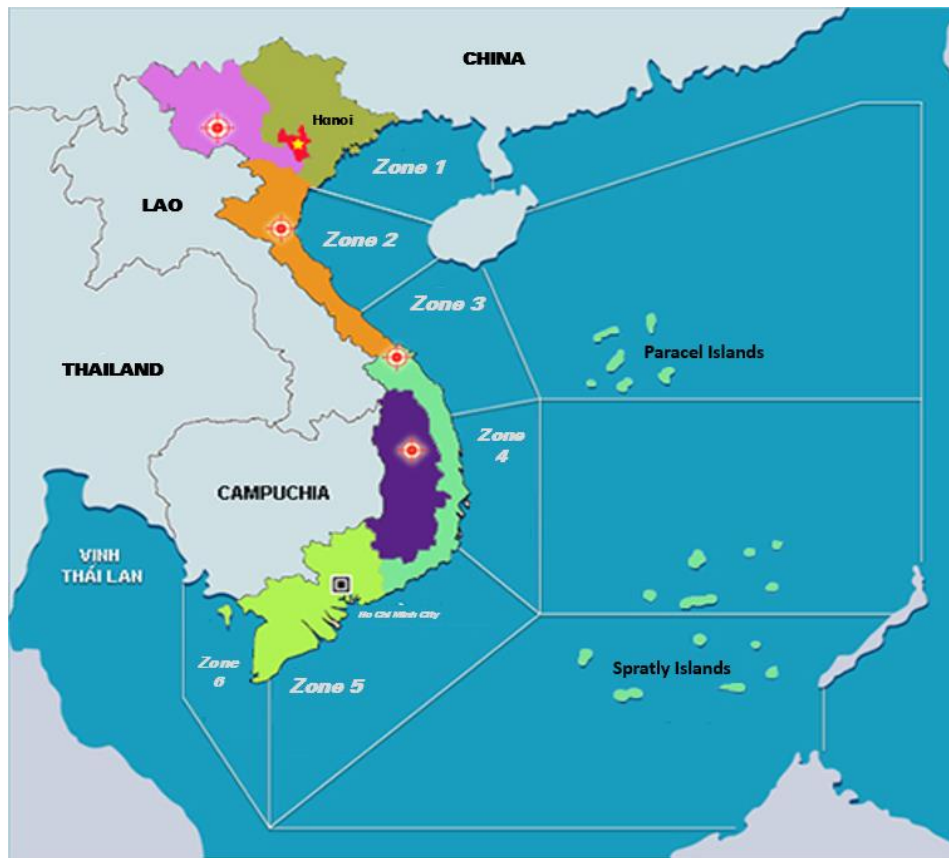 CHINA
Hanoi
Zone 1
LAO
Zone 2
Zone 3
Paracel Islands
THAILAND
Zone
4
CAMPUCHIA
VỊNH
THÁI LAN
Ho Chi Minh City
Zone
6
Zone 5
Spratly Islands